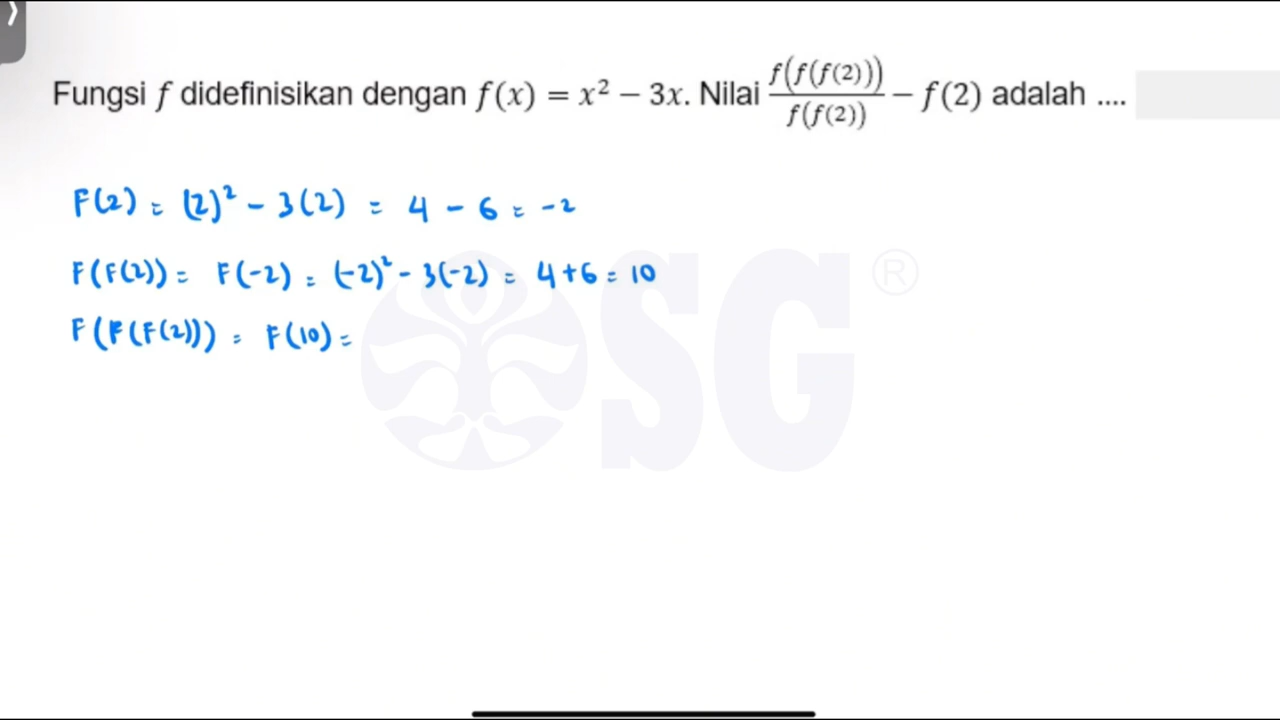 Fungsi f didefinisikan dengan f(x) = x² − 3x. Nilai f(f(f(2)))/f(f(2)) − f(2) adalah ....
F(2) = (2)² - 3(2) = 4 - 6 = -2
F(F(2)) = F(-2) = (-2)² - 3(-2) = 4+6 = 10
F(F(F(2))) = F(10) =
SG ®